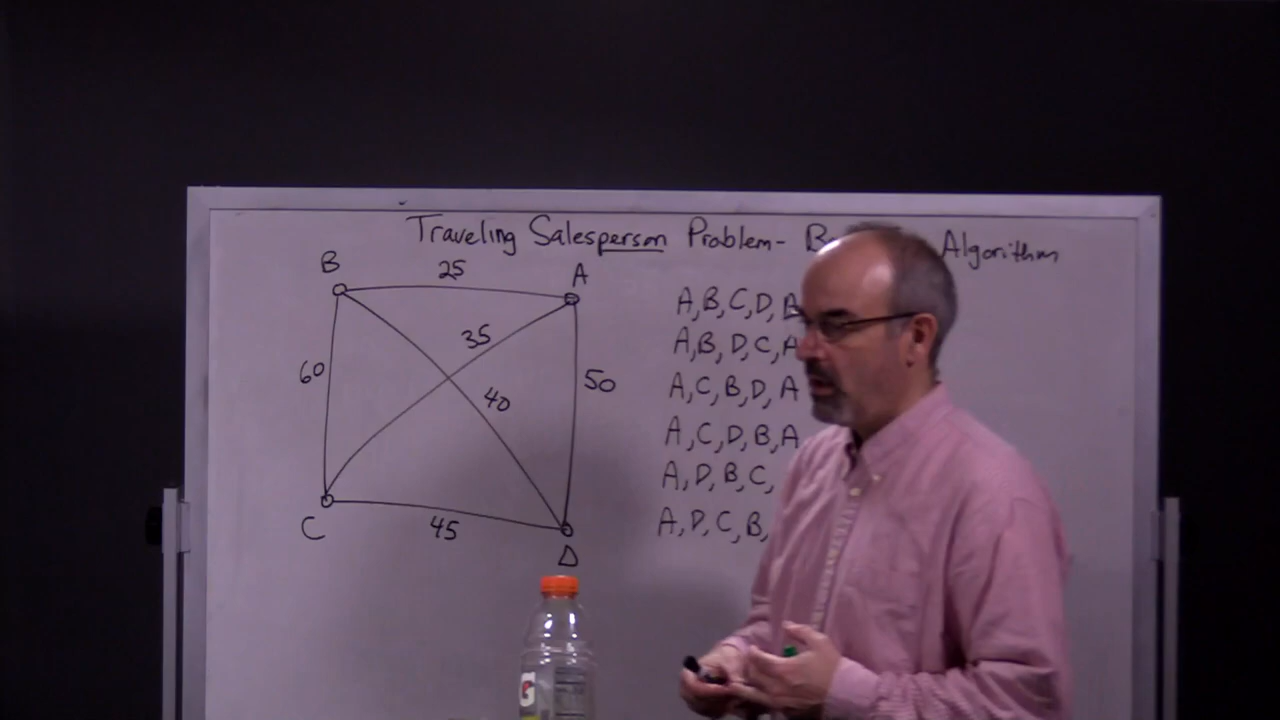 Traveling Salesperson Problem- Algorithm
B
25
A
35
60
40
50
C
45
D
A,B,C,D,A
A,B,D,C,A
A,C,B,D,A
A,C,D,B,A
A,D,B,C,
A,D,C,B,
G